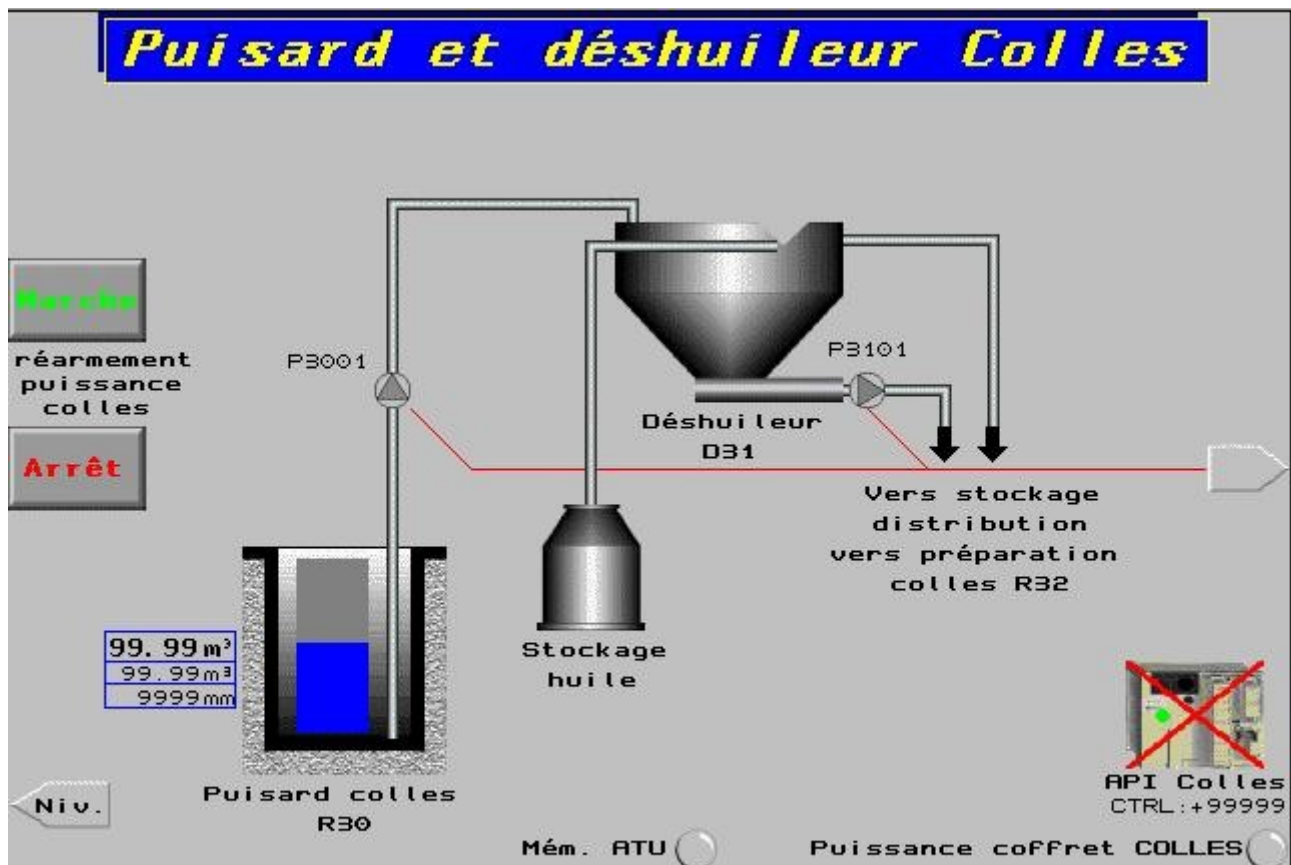 Puisard et déshuileur Colles
Marche
réarmement
puissance
colles
Arrêt
P3001
P3101
Déshuileur
D31
Vers stockage
distribution
vers préparation
colles R32
99.99m³
99.99m³
9999mm
Stockage
huile
Puisard colles
R30
Niv.
API Colles
CTRL:+99999
Mém. ATU
Puissance coffret COLLES